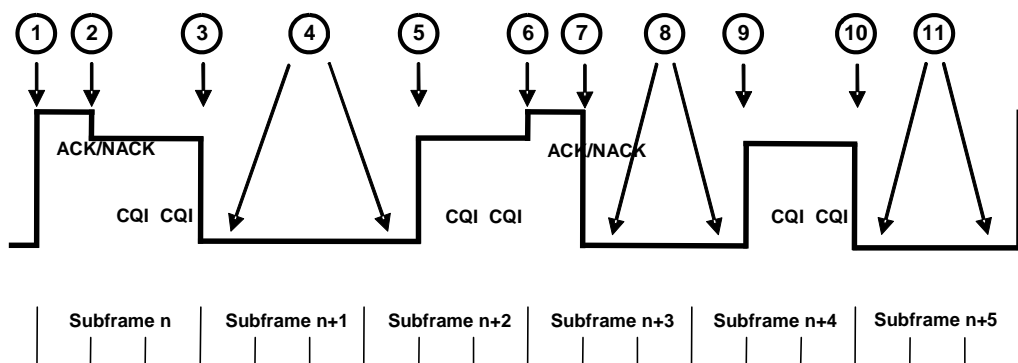 1 2 3 4 5 6 7 8 9 10 11
ACK/NACK ACK/NACK
CQI CQI CQI CQI CQI CQI
Subframe n Subframe n+1 Subframe n+2 Subframe n+3 Subframe n+4 Subframe n+5